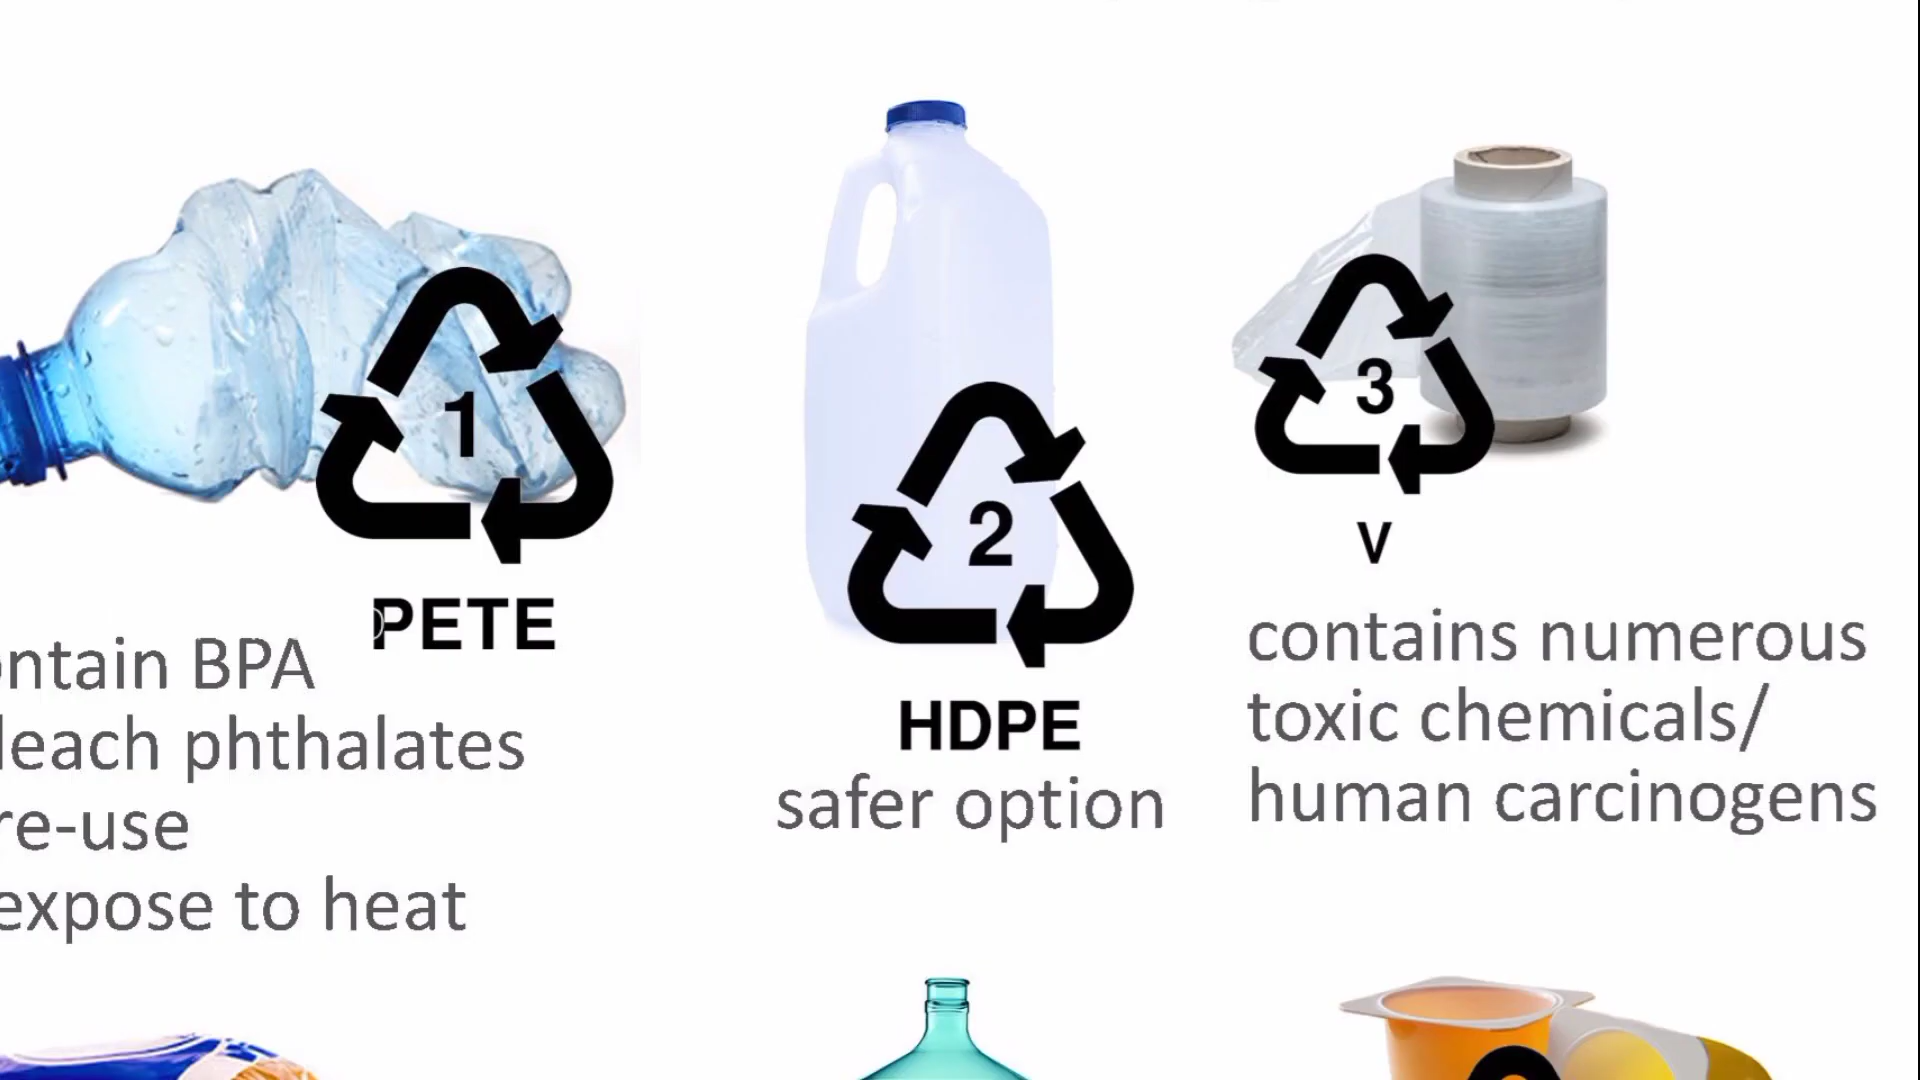 1
PETE
ntain BPA
leach phthalates
re-use
expose to heat
2
HDPE
safer option
3
V
contains numerous
toxic chemicals/
human carcinogens